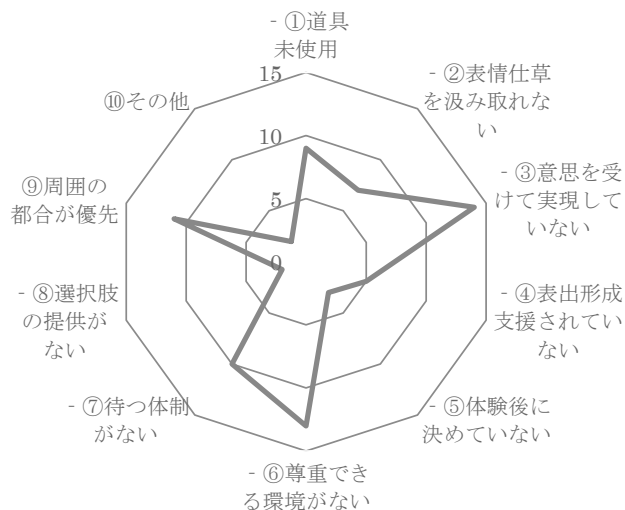 - ①道具
未使用
- ②表情仕草
を汲み取れな
い
- ③意思を受
けて実現して
いない
- ④表出形成
支援されてい
ない
- ⑤体験後に
決めていない
- ⑥尊重でき
る環境がない
- ⑦待つ体制
がない
- ⑧選択肢
の提供が
ない
⑨周囲の
都合が優先
⑩その他
15
10
5
0